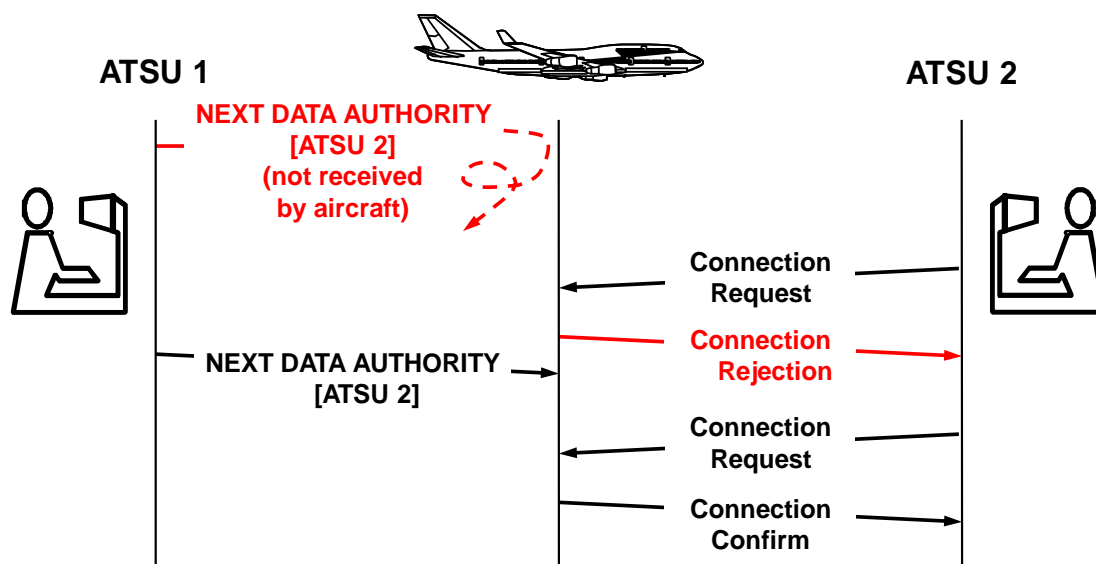 ATSU 1
ATSU 2
NEXT DATA AUTHORITY
[ATSU 2]
(not received
by aircraft)
Connection
Request
Connection
Rejection
NEXT DATA AUTHORITY
[ATSU 2]
Connection
Request
Connection
Confirm